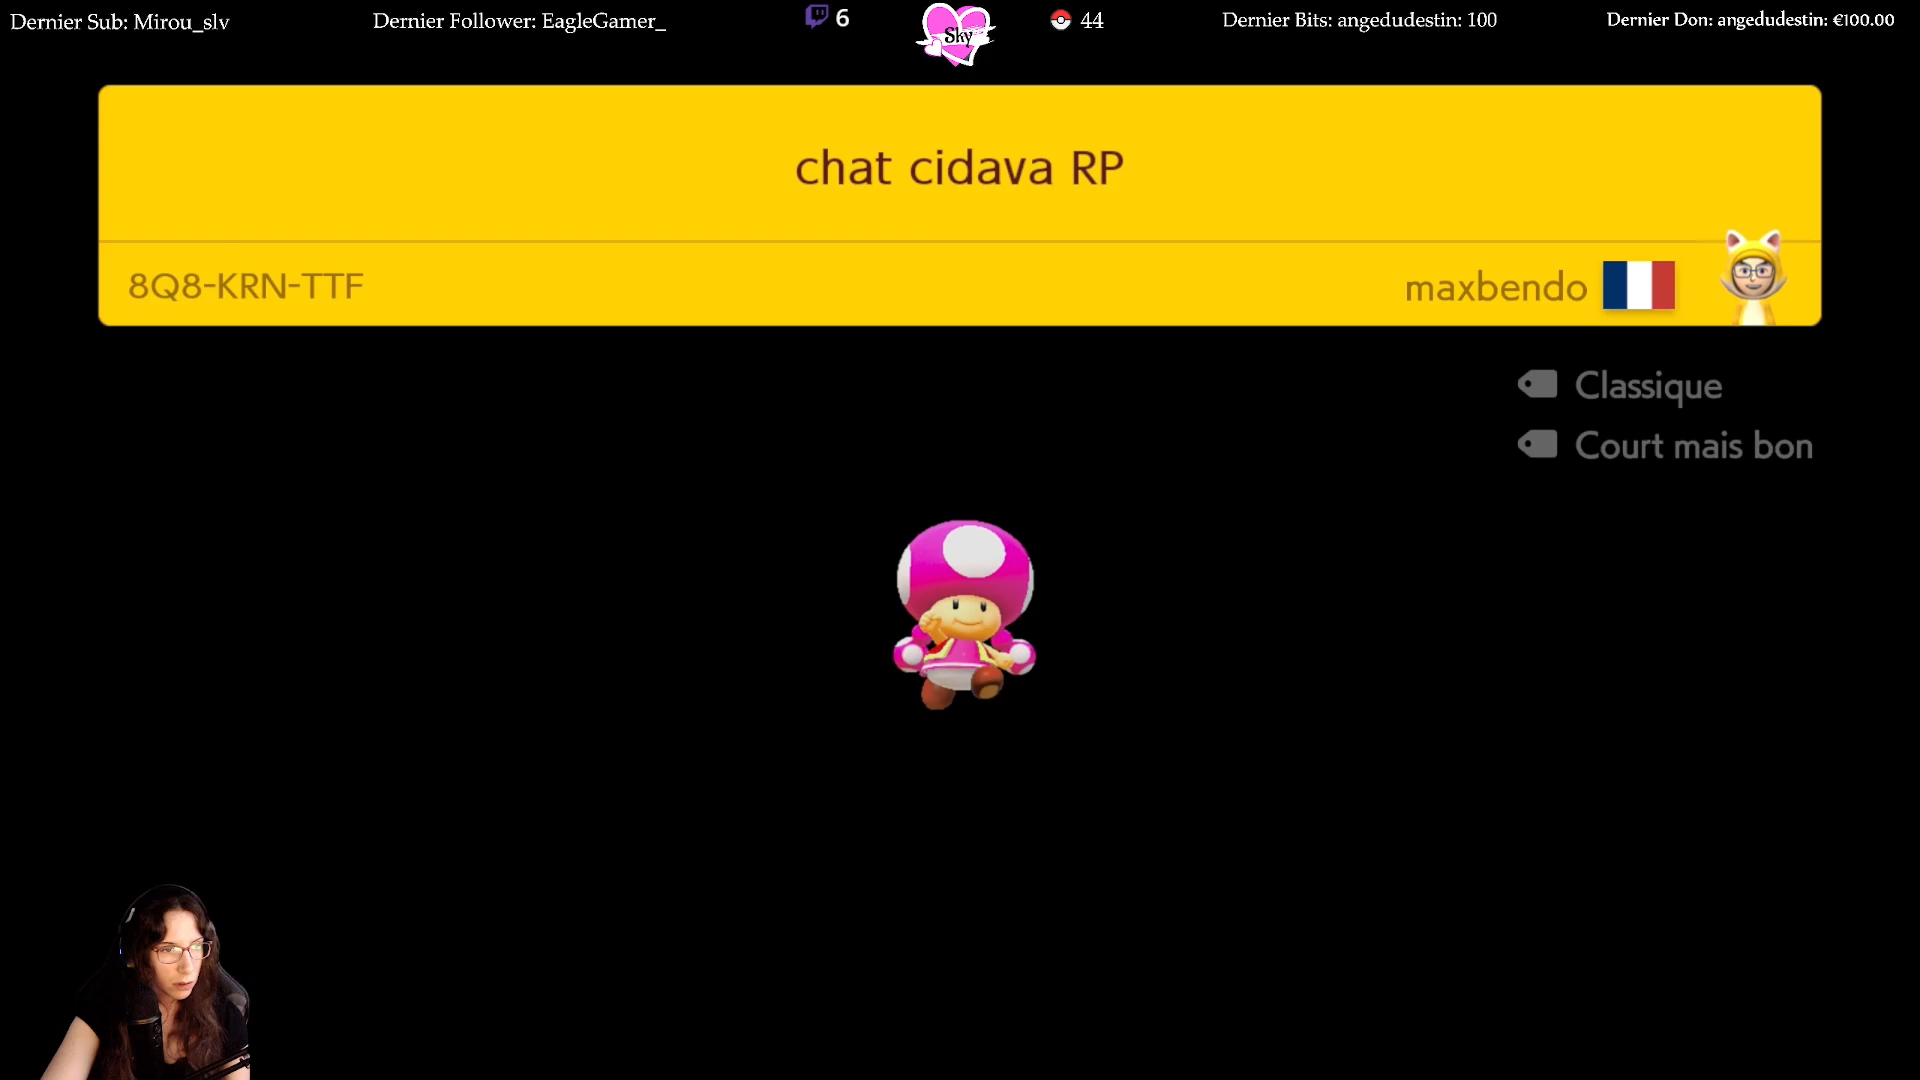 Dernier Sub: Mirou_slv
Dernier Follower: EagleGamer_
6
Sky
44
Dernier Bits: angedudestin: 100
Dernier Don: angedudestin: €100.00
chat cidava RP
8Q8-KRN-TTF
maxbendo
Classique
Court mais bon